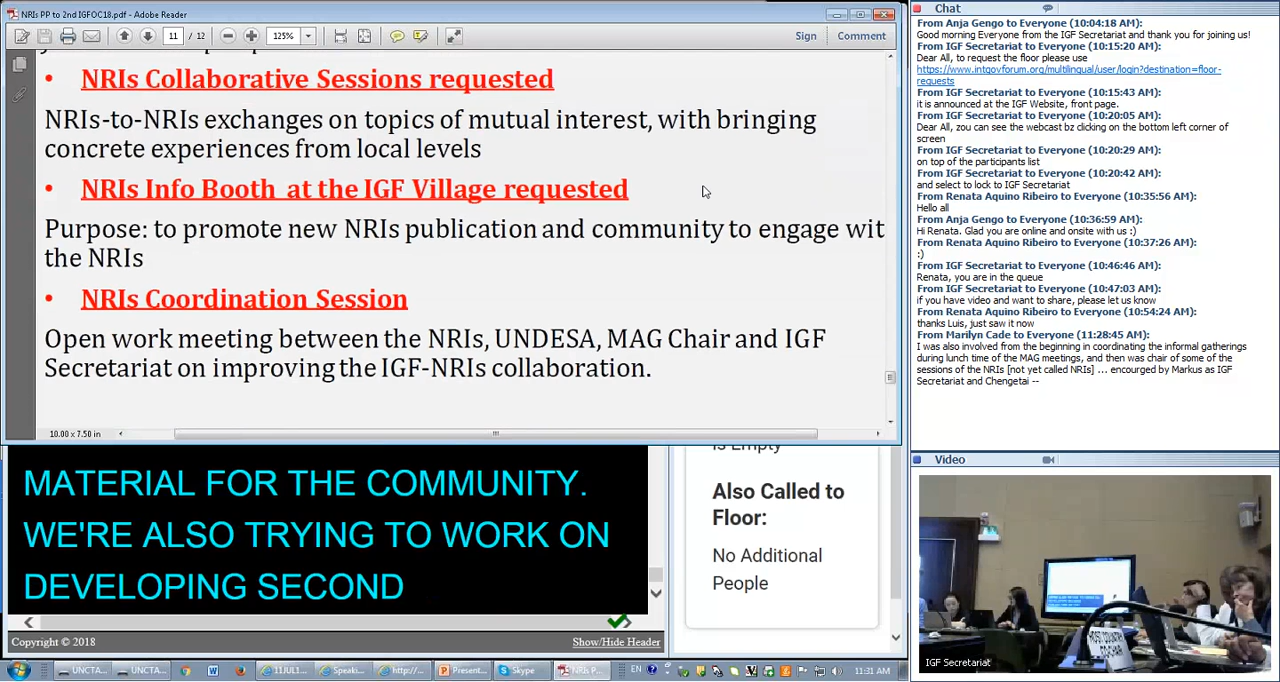 NRIs PP to 2nd IGFOC18.pdf - Adobe Reader
11 / 12
125%
Sign
Comment
• NRIs Collaborative Sessions requested
NRIs-to-NRIs exchanges on topics of mutual interest, with bringing
concrete experiences from local levels
• NRIs Info Booth at the IGF Village requested
Purpose: to promote new NRIs publication and community to engage wit
the NRIs
• NRIs Coordination Session
Open work meeting between the NRIs, UNDESA, MAG Chair and IGF
Secretariat on improving the IGF-NRIs collaboration.
10.00 x 7.50 in
MATERIAL FOR THE COMMUNITY.
WE'RE ALSO TRYING TO WORK ON
DEVELOPING SECOND
Copyright © 2018
Show/Hide Header
is Empty
Also Called to
Floor:
No Additional
People
Chat
From Anja Gengo to Everyone (10:04:18 AM):
Good morning Everyone from the IGF Secretariat and thank you for joining us!
From IGF Secretariat to Everyone (10:15:20 AM):
Dear All, to request the floor please use
https://www.intgovforum.org/multilingual/user/login?destination=floor-
requests
From IGF Secretariat to Everyone (10:15:43 AM):
it is announced at the IGF Website, front page.
From IGF Secretariat to Everyone (10:20:05 AM):
Dear All, zou can see the webcast bz clicking on the bottom left corner of
screen
From IGF Secretariat to Everyone (10:20:29 AM):
on top of the participants list
From IGF Secretariat to Everyone (10:20:42 AM):
and select to lock to IGF Secretariat
From Renata Aquino Ribeiro to Everyone (10:35:56 AM):
Hello all
From Anja Gengo to Everyone (10:36:59 AM):
Hi Renata. Glad you are online and onsite with us :)
From Renata Aquino Ribeiro to Everyone (10:37:26 AM):
:)
From IGF Secretariat to Everyone (10:46:46 AM):
Renata, you are in the queue
From IGF Secretariat to Everyone (10:47:03 AM):
if you have video and want to share, please let us know
From Renata Aquino Ribeiro to Everyone (10:54:24 AM):
thanks Luis, just saw it now
From Marilyn Cade to Everyone (11:28:45 AM):
I was also involved from the beginning in coordinating the informal gatherings
during lunch time of the MAG meetings, and then was chair of some of the
sessions of the NRIs [not yet called NRIs] ... encourged by Markus as IGF
Secretariat and Chengetai --
Video
HOST COUNTRY
COCHAIR
IGF Secretariat
UNCTA...
UNCTA...
11JUL1...
Speaki...
http://...
Present...
Skype
NRIs P...
EN
11:31 AM